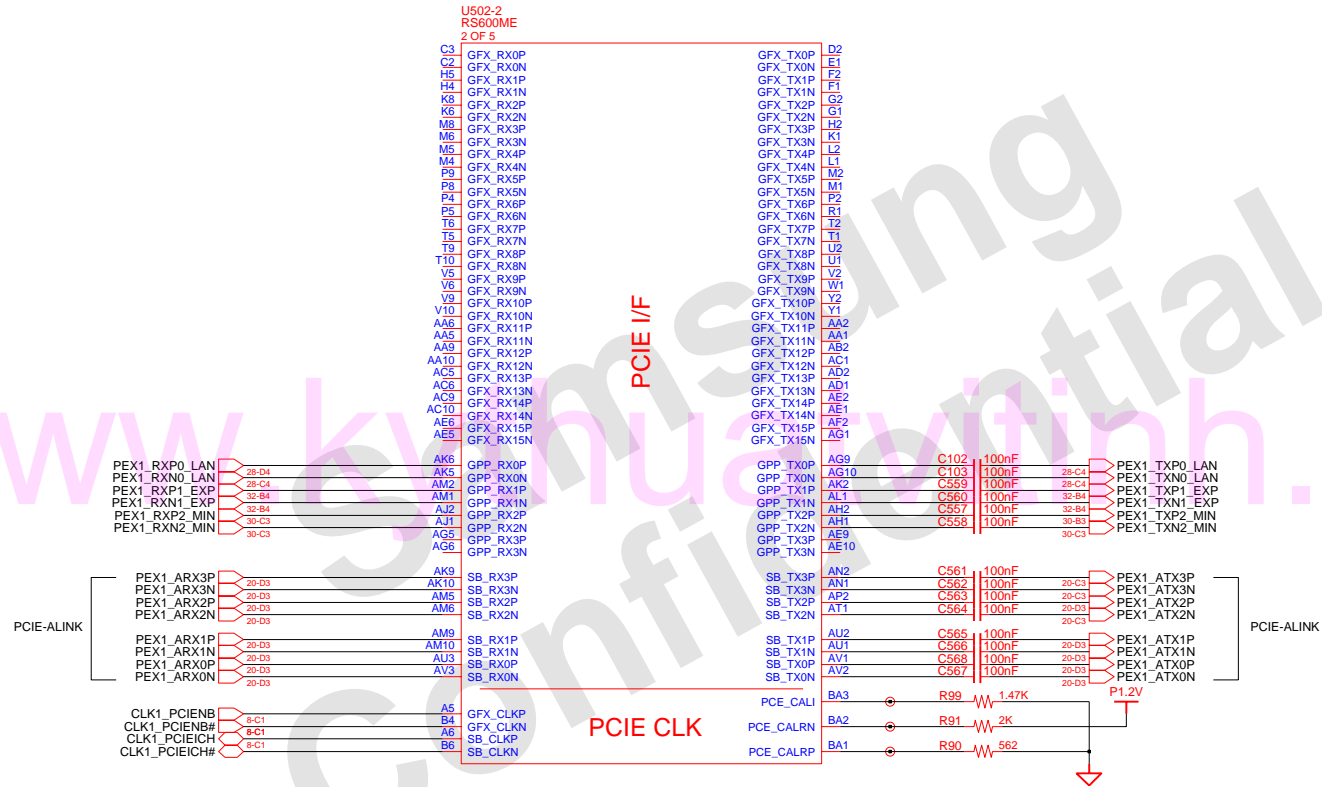 U502-2
RS600ME
2 OF 5
C3 GFX_RX0P GFX_TX0P D2
C2 GFX_RX0N GFX_TX0N E1
H5 GFX_RX1P GFX_TX1P F2
H4 GFX_RX1N GFX_TX1N F1
K8 GFX_RX2P GFX_TX2P G2
K6 GFX_RX2N GFX_TX2N G1
M8 GFX_RX3P GFX_TX3P H2
M6 GFX_RX3N GFX_TX3N K1
M5 GFX_RX4P GFX_TX4P L2
M4 GFX_RX4N GFX_TX4N L1
P9 GFX_RX5P GFX_TX5P M2
P8 GFX_RX5N GFX_TX5N M1
P4 GFX_RX6P GFX_TX6P P2
P5 GFX_RX6N GFX_TX6N R1
T6 GFX_RX7P GFX_TX7P T2
T5 GFX_RX7N GFX_TX7N T1
T9 GFX_RX8P GFX_TX8P U2
T10 GFX_RX8N GFX_TX8N U1
V5 GFX_RX9P GFX_TX9P V2
V6 GFX_RX9N GFX_TX9N W1
V9 GFX_RX10P GFX_TX10P Y2
V10 GFX_RX10N GFX_TX10N Y1
AA6 GFX_RX11P GFX_TX11P AA2
AA5 GFX_RX11N GFX_TX11N AA1
AA9 GFX_RX12P GFX_TX12P AB2
AA10 GFX_RX12N GFX_TX12N AC1
AC5 GFX_RX13P GFX_TX13P AD2
AC6 GFX_RX13N GFX_TX13N AD1
AC9 GFX_RX14P GFX_TX14P AE2
AC10 GFX_RX14N GFX_TX14N AE1
AE6 GFX_RX15P GFX_TX15P AF2
AE5 GFX_RX15N GFX_TX15N AG1
PCIE I/F
PEX1_RXP0_LAN 28-D4 AK6 GPP_RX0P GPP_TX0P AG9 C102 100nF 28-C4 PEX1_TXP0_LAN
PEX1_RXN0_LAN 28-C4 AK5 GPP_RX0N GPP_TX0N AG10 C103 100nF 28-C4 PEX1_TXN0_LAN
PEX1_RXP1_EXP 32-B4 AM2 GPP_RX1P GPP_TX1P AK2 C559 100nF 32-B4 PEX1_TXP1_EXP
PEX1_RXN1_EXP 32-B4 AM1 GPP_RX1N GPP_TX1N AL1 C560 100nF 32-B4 PEX1_TXN1_EXP
PEX1_RXP2_MIN 30-C3 AJ2 GPP_RX2P GPP_TX2P AH2 C557 100nF 30-B3 PEX1_TXP2_MIN
PEX1_RXN2_MIN 30-C3 AJ1 GPP_RX2N GPP_TX2N AH1 C558 100nF 30-C3 PEX1_TXN2_MIN
AG5 GPP_RX3P GPP_TX3P AE9
AG6 GPP_RX3N GPP_TX3N AE10
PEX1_ARX3P 20-D3 AK9 SB_RX3P SB_TX3P AN2 C561 100nF 20-C3 PEX1_ATX3P
PEX1_ARX3N 20-D3 AK10 SB_RX3N SB_TX3N AN1 C562 100nF 20-C3 PEX1_ATX3N
PEX1_ARX2P 20-D3 AM5 SB_RX2P SB_TX2P AP2 C563 100nF 20-D3 PEX1_ATX2P
PEX1_ARX2N 20-D3 AM6 SB_RX2N SB_TX2N AT1 C564 100nF 20-C3 PEX1_ATX2N
PCIE-ALINK PCIE-ALINK
PEX1_ARX1P 20-D3 AM9 SB_RX1P SB_TX1P AU2 C565 100nF 20-D3 PEX1_ATX1P
PEX1_ARX1N 20-D3 AM10 SB_RX1N SB_TX1N AU1 C566 100nF 20-D3 PEX1_ATX1N
PEX1_ARX0P 20-D3 AU3 SB_RX0P SB_TX0P AV1 C568 100nF 20-D3 PEX1_ATX0P
PEX1_ARX0N 20-D3 AV3 SB_RX0N SB_TX0N AV2 C567 100nF 20-D3 PEX1_ATX0N
PCE_CALI BA3 R99 1.47K P1.2V
CLK1_PCIENB 8-C1 A5 GFX_CLKP
CLK1_PCIENB# 8-C1 B4 GFX_CLKN PCIE CLK PCE_CALRN BA2 R91 2K
CLK1_PCIEICH 8-C1 A6 SB_CLKP
CLK1_PCIEICH# B6 SB_CLKN PCE_CALRP BA1 R90 562
Samsung
Confidential
ww.kythuatvitinh.